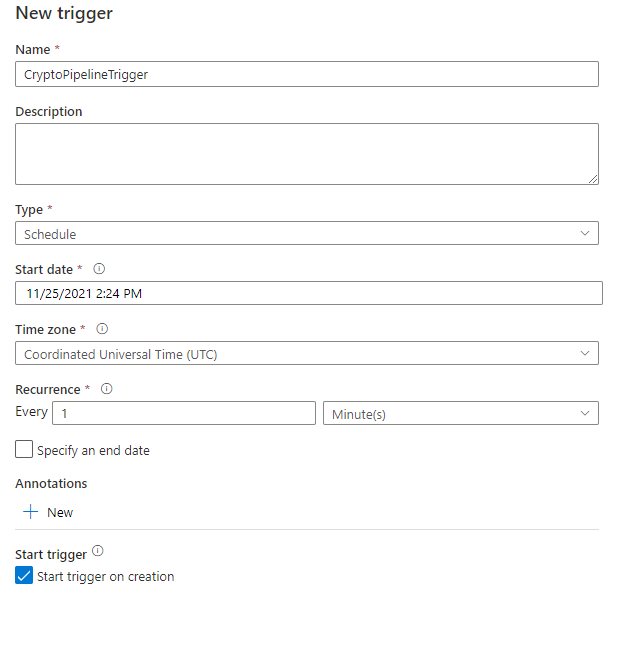 New trigger
Name *
CryptoPipelineTrigger
Description
Type *
Schedule
Start date *
11/25/2021 2:24 PM
Time zone *
Coordinated Universal Time (UTC)
Recurrence *
Every 1 Minute(s)
Specify an end date
Annotations
New
Start trigger
Start trigger on creation